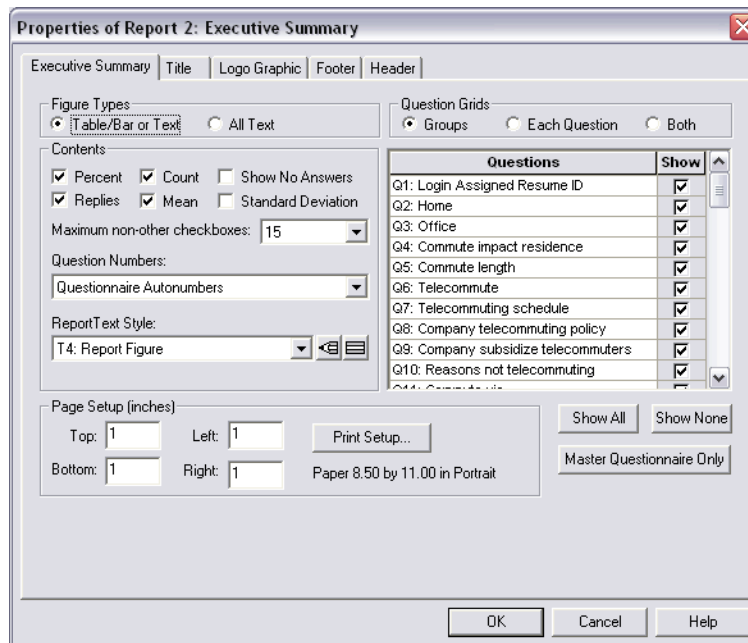 Properties of Report 2: Executive Summary
Executive Summary Title Logo Graphic Footer Header
Figure Types
Table/Bar or Text All Text
Question Grids
Groups Each Question Both
Contents
Percent Count Show No Answers
Replies Mean Standard Deviation
Maximum non-other checkboxes: 15
Question Numbers:
Questionnaire Autonumbers
ReportText Style:
T4: Report Figure
Questions Show
Q1: Login Assigned Resume ID
Q2: Home
Q3: Office
Q4: Commute impact residence
Q5: Commute length
Q6: Telecommute
Q7: Telecommuting schedule
Q8: Company telecommuting policy
Q9: Company subsidize telecommuters
Q10: Reasons not telecommuting
Page Setup (inches)
Top: 1 Left: 1 Print Setup...
Bottom: 1 Right: 1 Paper 8.50 by 11.00 in Portrait
Show All Show None
Master Questionnaire Only
OK Cancel Help